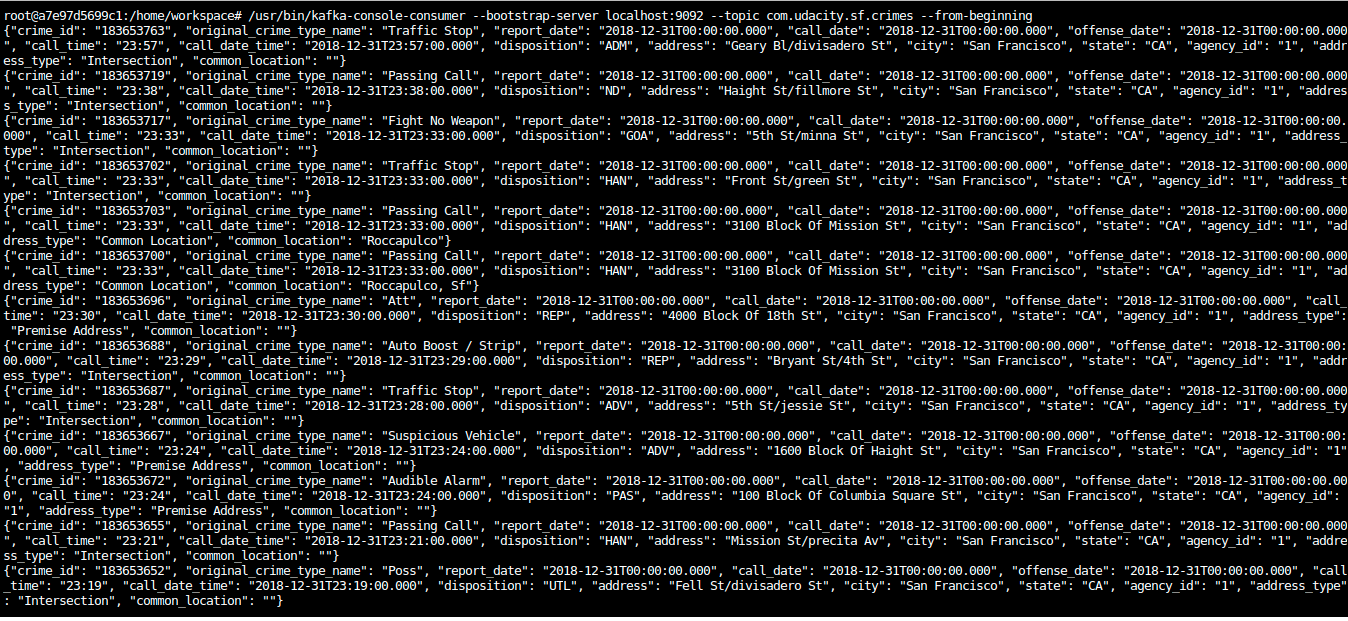 root@a7e97d5699c1:/home/workspace# /usr/bin/kafka-console-consumer --bootstrap-server localhost:9092 --topic com.udacity.sf.crimes --from-beginning
{"crime_id": "183653763", "original_crime_type_name": "Traffic Stop", "report_date": "2018-12-31T00:00:00.000", "call_date": "2018-12-31T00:00:00.000", "offense_date": "2018-12-31T00:00:00.000
", "call_time": "23:57", "call_date_time": "2018-12-31T23:57:00.000", "disposition": "ADM", "address": "Geary Bl/divisadero St", "city": "San Francisco", "state": "CA", "agency_id": "1", "addr
ess_type": "Intersection", "common_location": ""}
{"crime_id": "183653719", "original_crime_type_name": "Passing Call", "report_date": "2018-12-31T00:00:00.000", "call_date": "2018-12-31T00:00:00.000", "offense_date": "2018-12-31T00:00:00.000
", "call_time": "23:38", "call_date_time": "2018-12-31T23:38:00.000", "disposition": "ND", "address": "Haight St/fillmore St", "city": "San Francisco", "state": "CA", "agency_id": "1", "addres
s_type": "Intersection", "common_location": ""}
{"crime_id": "183653717", "original_crime_type_name": "Fight No Weapon", "report_date": "2018-12-31T00:00:00.000", "call_date": "2018-12-31T00:00:00.000", "offense_date": "2018-12-31T00:00:00.
000", "call_time": "23:33", "call_date_time": "2018-12-31T23:33:00.000", "disposition": "GOA", "address": "5th St/minna St", "city": "San Francisco", "state": "CA", "agency_id": "1", "address_
type": "Intersection", "common_location": ""}
{"crime_id": "183653702", "original_crime_type_name": "Traffic Stop", "report_date": "2018-12-31T00:00:00.000", "call_date": "2018-12-31T00:00:00.000", "offense_date": "2018-12-31T00:00:00.000
", "call_time": "23:33", "call_date_time": "2018-12-31T23:33:00.000", "disposition": "HAN", "address": "Front St/green St", "city": "San Francisco", "state": "CA", "agency_id": "1", "address_t
ype": "Intersection", "common_location": ""}
{"crime_id": "183653703", "original_crime_type_name": "Passing Call", "report_date": "2018-12-31T00:00:00.000", "call_date": "2018-12-31T00:00:00.000", "offense_date": "2018-12-31T00:00:00.000
", "call_time": "23:33", "call_date_time": "2018-12-31T23:33:00.000", "disposition": "HAN", "address": "3100 Block Of Mission St", "city": "San Francisco", "state": "CA", "agency_id": "1", "ad
dress_type": "Common Location", "common_location": "Roccapulco"}
{"crime_id": "183653700", "original_crime_type_name": "Passing Call", "report_date": "2018-12-31T00:00:00.000", "call_date": "2018-12-31T00:00:00.000", "offense_date": "2018-12-31T00:00:00.000
", "call_time": "23:33", "call_date_time": "2018-12-31T23:33:00.000", "disposition": "HAN", "address": "3100 Block Of Mission St", "city": "San Francisco", "state": "CA", "agency_id": "1", "ad
dress_type": "Common Location", "common_location": "Roccapulco, Sf"}
{"crime_id": "183653696", "original_crime_type_name": "Att", "report_date": "2018-12-31T00:00:00.000", "call_date": "2018-12-31T00:00:00.000", "offense_date": "2018-12-31T00:00:00.000", "call_
time": "23:30", "call_date_time": "2018-12-31T23:30:00.000", "disposition": "REP", "address": "4000 Block Of 18th St", "city": "San Francisco", "state": "CA", "agency_id": "1", "address_type":
 "Premise Address", "common_location": ""}
{"crime_id": "183653688", "original_crime_type_name": "Auto Boost / Strip", "report_date": "2018-12-31T00:00:00.000", "call_date": "2018-12-31T00:00:00.000", "offense_date": "2018-12-31T00:00:
00.000", "call_time": "23:29", "call_date_time": "2018-12-31T23:29:00.000", "disposition": "REP", "address": "Bryant St/4th St", "city": "San Francisco", "state": "CA", "agency_id": "1", "addr
ess_type": "Intersection", "common_location": ""}
{"crime_id": "183653687", "original_crime_type_name": "Traffic Stop", "report_date": "2018-12-31T00:00:00.000", "call_date": "2018-12-31T00:00:00.000", "offense_date": "2018-12-31T00:00:00.000
", "call_time": "23:28", "call_date_time": "2018-12-31T23:28:00.000", "disposition": "ADV", "address": "5th St/jessie St", "city": "San Francisco", "state": "CA", "agency_id": "1", "address_ty
pe": "Intersection", "common_location": ""}
{"crime_id": "183653667", "original_crime_type_name": "Suspicious Vehicle", "report_date": "2018-12-31T00:00:00.000", "call_date": "2018-12-31T00:00:00.000", "offense_date": "2018-12-31T00:00:
00.000", "call_time": "23:24", "call_date_time": "2018-12-31T23:24:00.000", "disposition": "ADV", "address": "1600 Block Of Haight St", "city": "San Francisco", "state": "CA", "agency_id": "1"
, "address_type": "Premise Address", "common_location": ""}
{"crime_id": "183653672", "original_crime_type_name": "Audible Alarm", "report_date": "2018-12-31T00:00:00.000", "call_date": "2018-12-31T00:00:00.000", "offense_date": "2018-12-31T00:00:00.00
0", "call_time": "23:24", "call_date_time": "2018-12-31T23:24:00.000", "disposition": "PAS", "address": "100 Block Of Columbia Square St", "city": "San Francisco", "state": "CA", "agency_id":
"1", "address_type": "Premise Address", "common_location": ""}
{"crime_id": "183653655", "original_crime_type_name": "Passing Call", "report_date": "2018-12-31T00:00:00.000", "call_date": "2018-12-31T00:00:00.000", "offense_date": "2018-12-31T00:00:00.000
", "call_time": "23:21", "call_date_time": "2018-12-31T23:21:00.000", "disposition": "HAN", "address": "Mission St/precita Av", "city": "San Francisco", "state": "CA", "agency_id": "1", "addre
ss_type": "Intersection", "common_location": ""}
{"crime_id": "183653652", "original_crime_type_name": "Poss", "report_date": "2018-12-31T00:00:00.000", "call_date": "2018-12-31T00:00:00.000", "offense_date": "2018-12-31T00:00:00.000", "call
_time": "23:19", "call_date_time": "2018-12-31T23:19:00.000", "disposition": "UTL", "address": "Fell St/divisadero St", "city": "San Francisco", "state": "CA", "agency_id": "1", "address_type"
: "Intersection", "common_location": ""}